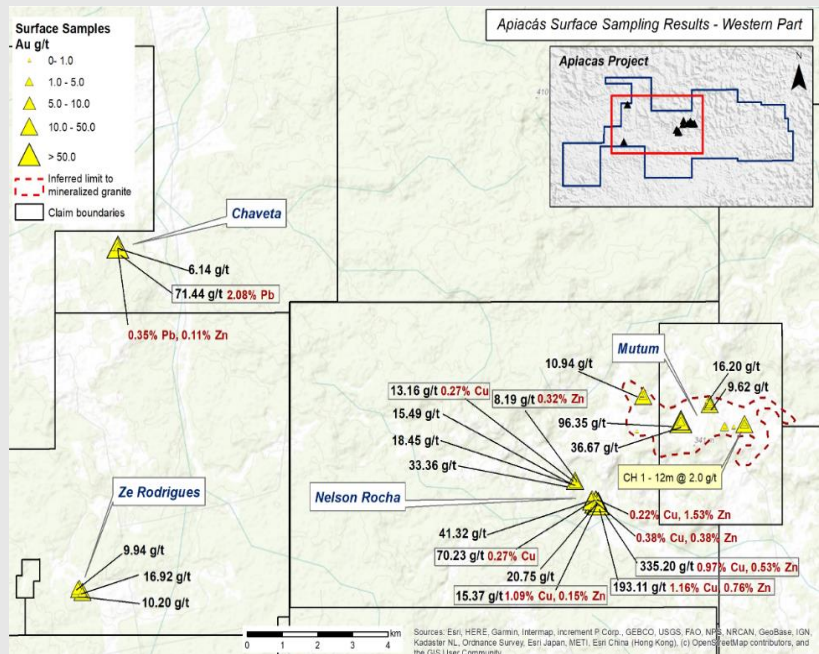 Apiacás Surface Sampling Results - Western Part
Surface Samples
Au g/t
0- 1.0
1.0 - 5.0
5.0 - 10.0
10.0 - 50.0
> 50.0
Inferred limit to
mineralized granite
Claim boundaries
Apiacas Project
N
410
Chaveta
6.14 g/t
71.44 g/t 2.08% Pb
0.35% Pb, 0.11% Zn
Mutum
10.94 g/t
16.20 g/t
9.62 g/t
13.16 g/t 0.27% Cu
8.19 g/t 0.32% Zn
15.49 g/t
96.35 g/t
18.45 g/t
36.67 g/t
341
33.36 g/t
CH 1 - 12m @ 2.0 g/t
Nelson Rocha
0.22% Cu, 1.53% Zn
41.32 g/t
0.38% Cu, 0.38% Zn
70.23 g/t 0.27% Cu
335.20 g/t 0.97% Cu, 0.53% Zn
20.75 g/t
193.11 g/t 1.16% Cu, 0.76% Zn
15.37 g/t 1.09% Cu, 0.15% Zn
Ze Rodrigues
9.94 g/t
16.92 g/t
10.20 g/t
0 1 2 3 4
km
Sources: Esri, HERE, Garmin, Intermap, increment P Corp., GEBCO, USGS, FAO, NPS, NRCAN, GeoBase, IGN,
Kadaster NL, Ordnance Survey, Esri Japan, METI, Esri China (Hong Kong), (c) OpenStreetMap contributors, and
the GIS User Community